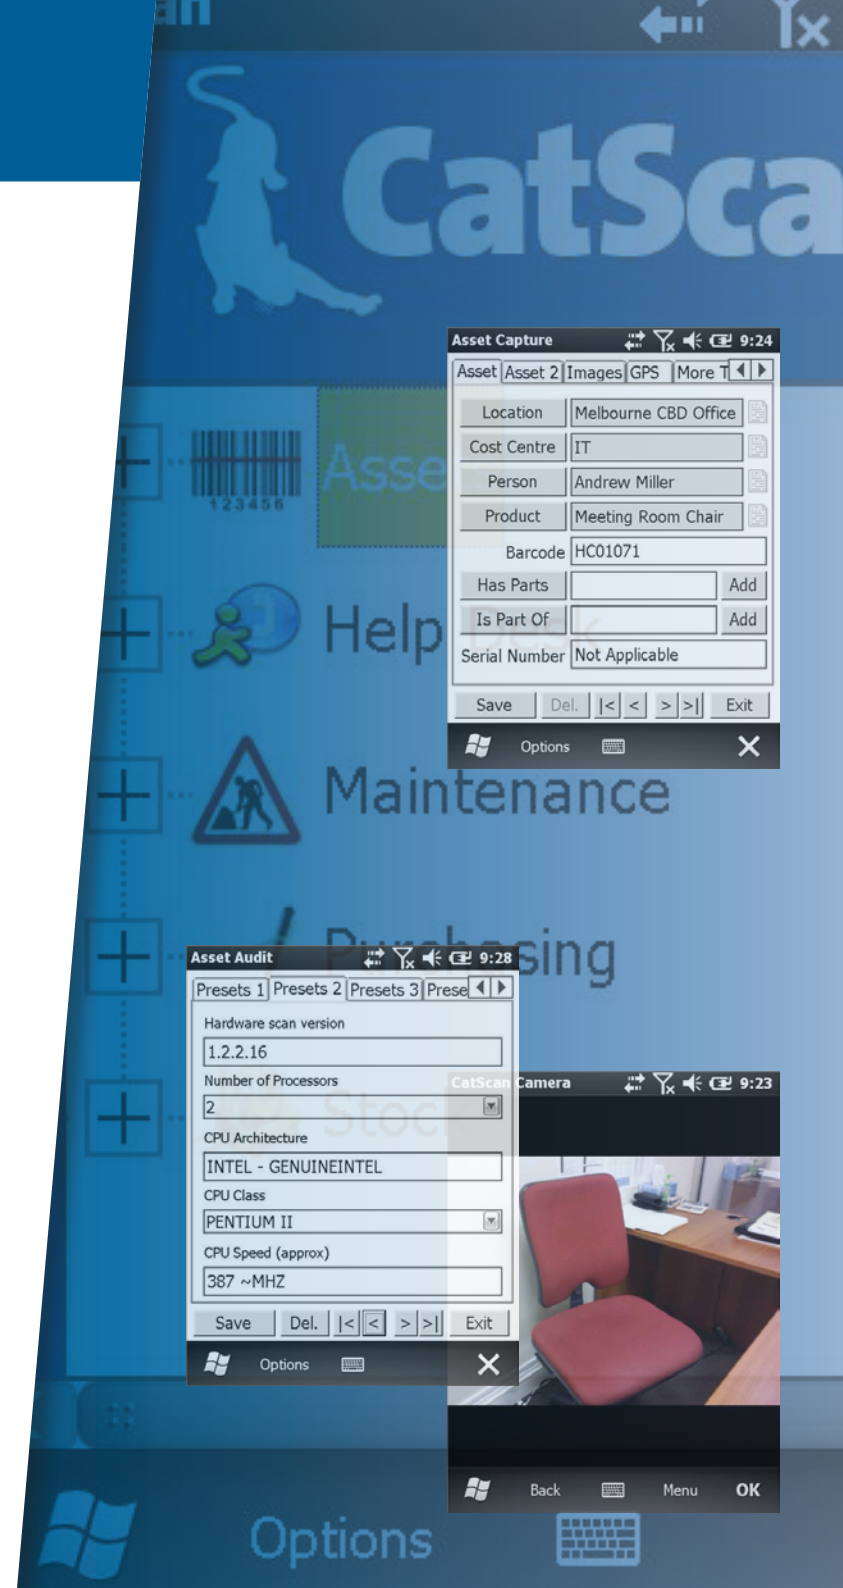 an
CatSca
123456
Asse
Help Desk
Maintenance
Purchasing
Stock
Options
Asset Capture 9:24
Asset Asset 2 Images GPS More T
Location Melbourne CBD Office
Cost Centre IT
Person Andrew Miller
Product Meeting Room Chair
Barcode HC01071
Has Parts Add
Is Part Of Add
Serial Number Not Applicable
Save Del. |< < > >| Exit
Options
Asset Audit 9:28
Presets 1 Presets 2 Presets 3 Prese
Hardware scan version
1.2.2.16
Number of Processors
2
CPU Architecture
INTEL - GENUINEINTEL
CPU Class
PENTIUM II
CPU Speed (approx)
387 ~MHZ
Save Del. |< < > >| Exit
Options
CatScan Camera 9:23
Back Menu OK